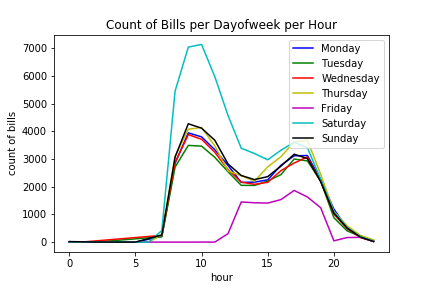 Count of Bills per Dayofweek per Hour
count of bills
7000
6000
5000
4000
3000
2000
1000
0
Monday
Tuesday
Wednesday
Thursday
Friday
Saturday
Sunday
0 5 10 15 20
hour